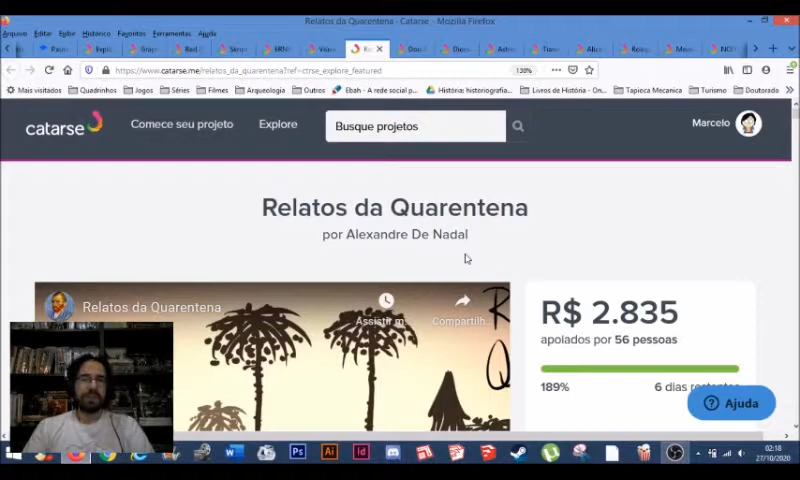 Relatos da Quarentena - Catarse - Mozilla Firefox
Arquivo Editar Exibir Histórico Favoritos Ferramentas Ajuda
https://www.catarse.me/relatos_da_quarentena?ref=ctrse_explore_featured
130%
Mais visitados Quadrinhos Jogos Séries Filmes Arqueologia Outros Ebah - A rede social p... História: historiografia... Livros de História - On... Tapioca Mecanica Turismo Doutorado
catarse Comece seu projeto Explore Busque projetos Marcelo
Relatos da Quarentena
por Alexandre De Nadal
Relatos da Quarentena
Assistir m...
Compartilh...
R$ 2.835
apoiados por 56 pessoas
189%
6 dias restantes
Ajuda
02:18
27/10/2020